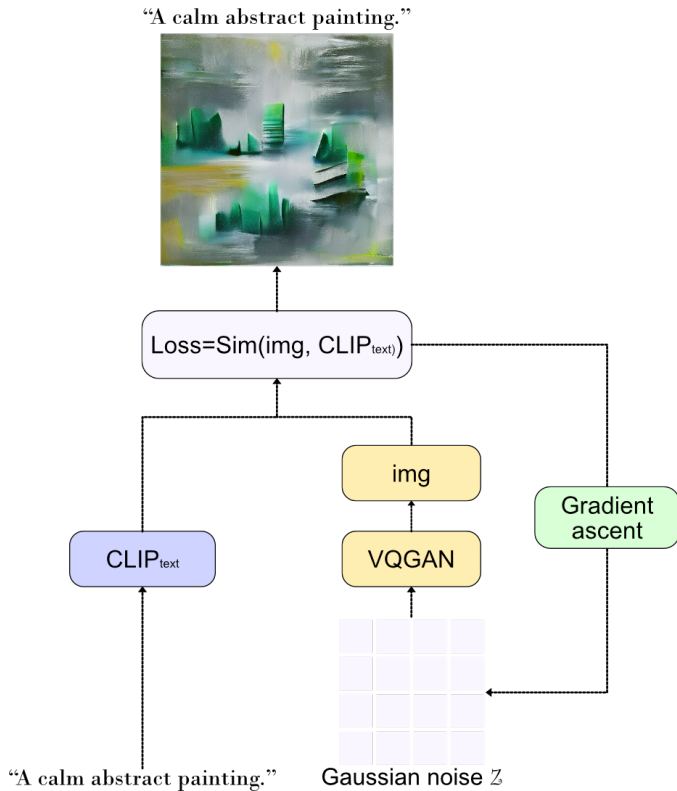 “A calm abstract painting.”
Loss=Sim(img, CLIPtext))
img
Gradient
ascent
CLIPtext
VQGAN
“A calm abstract painting.”
Gaussian noise Z